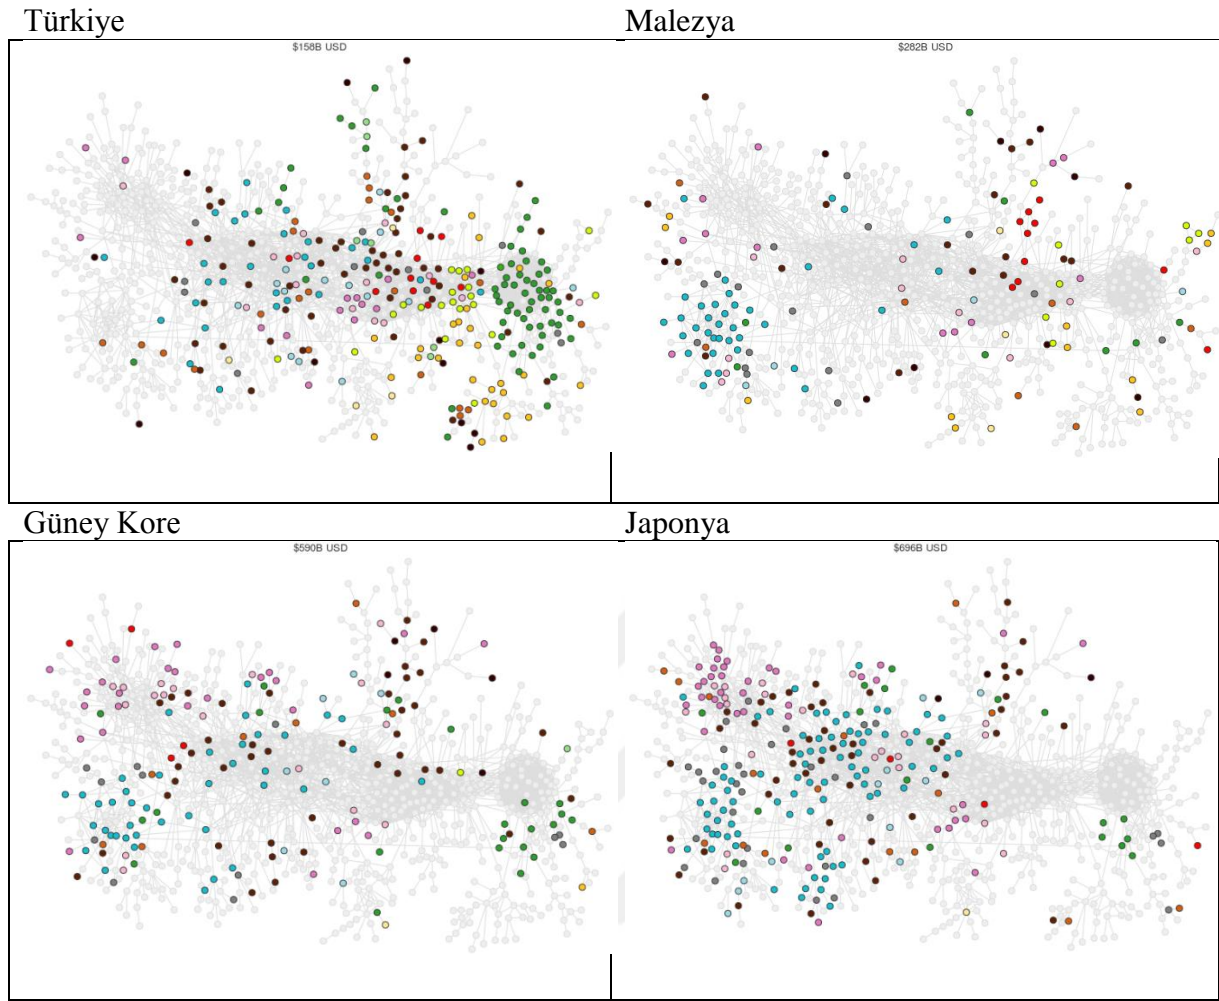 Türkiye
Malezya
$158B USD
$282B USD
Güney Kore
Japonya
$590B USD
$696B USD